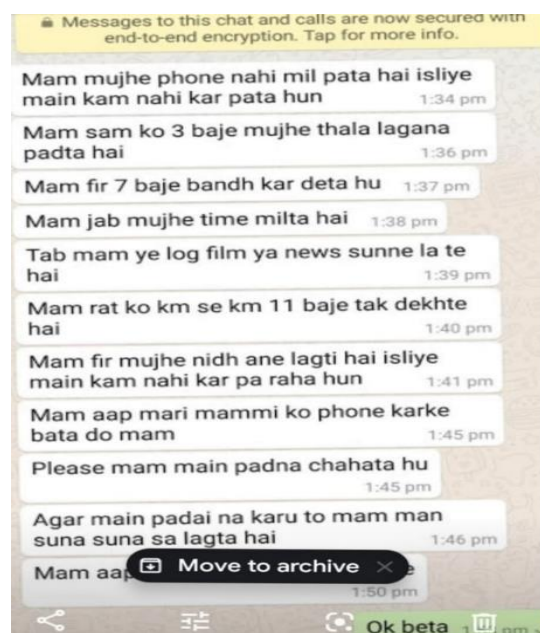 Messages to this chat and calls are now secured with
end-to-end encryption. Tap for more info.
Mam mujhe phone nahi mil pata hai isliye
main kam nahi kar pata hun 1:34 pm
Mam sam ko 3 baje mujhe thala lagana
padta hai 1:36 pm
Mam fir 7 baje bandh kar deta hu 1:37 pm
Mam jab mujhe time milta hai 1:38 pm
Tab mam ye log film ya news sunne la te
hai 1:39 pm
Mam rat ko km se km 11 baje tak dekhte
hai 1:40 pm
Mam fir mujhe nidh ane lagti hai isliye
main kam nahi kar pa raha hun 1:41 pm
Mam aap mari mammi ko phone karke
bata do mam 1:45 pm
Please mam main padna chahata hu
1:45 pm
Agar main padai na karu to mam man
suna suna sa lagta hai 1:46 pm
Mam
Move to archive
1:50 pm
Ok beta